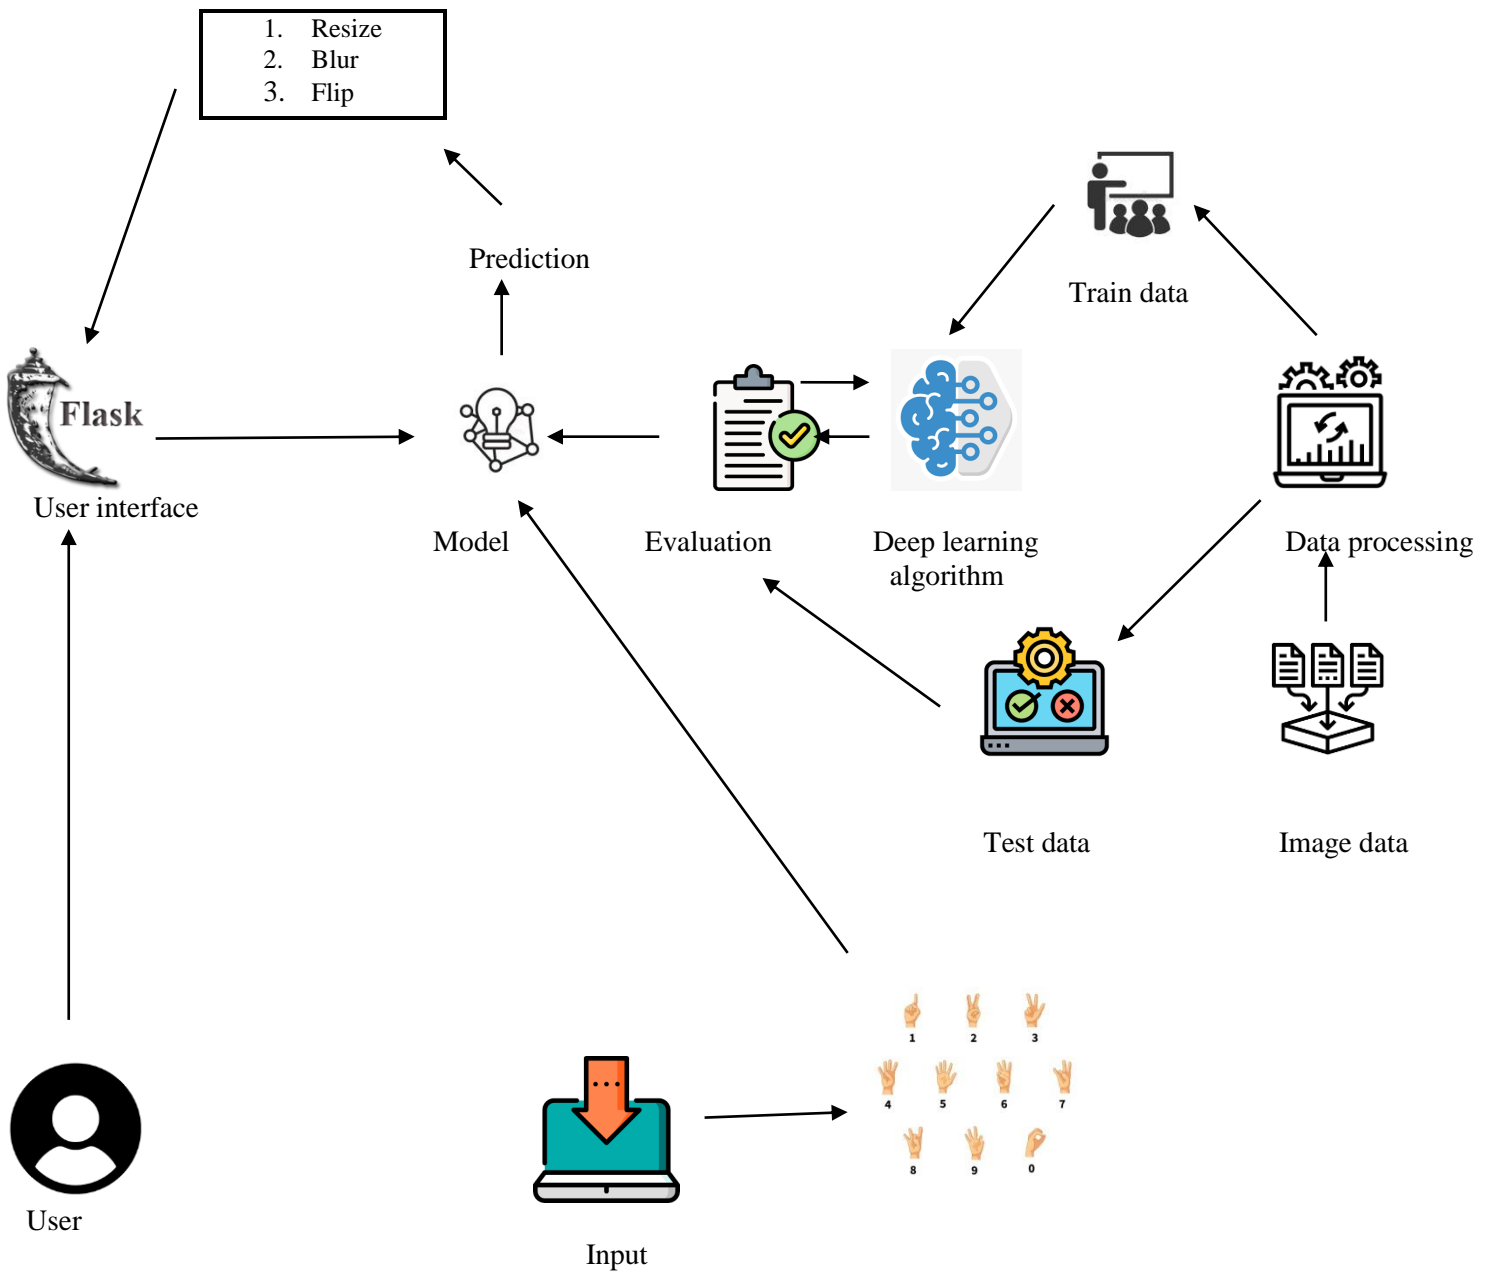 1. Resize
2. Blur
3. Flip
Prediction
Train data
Flask
User interface
Model
Evaluation
Deep learning
algorithm
Data processing
Test data
Image data
1 2 3
4 5 6 7
8 9 0
User
Input